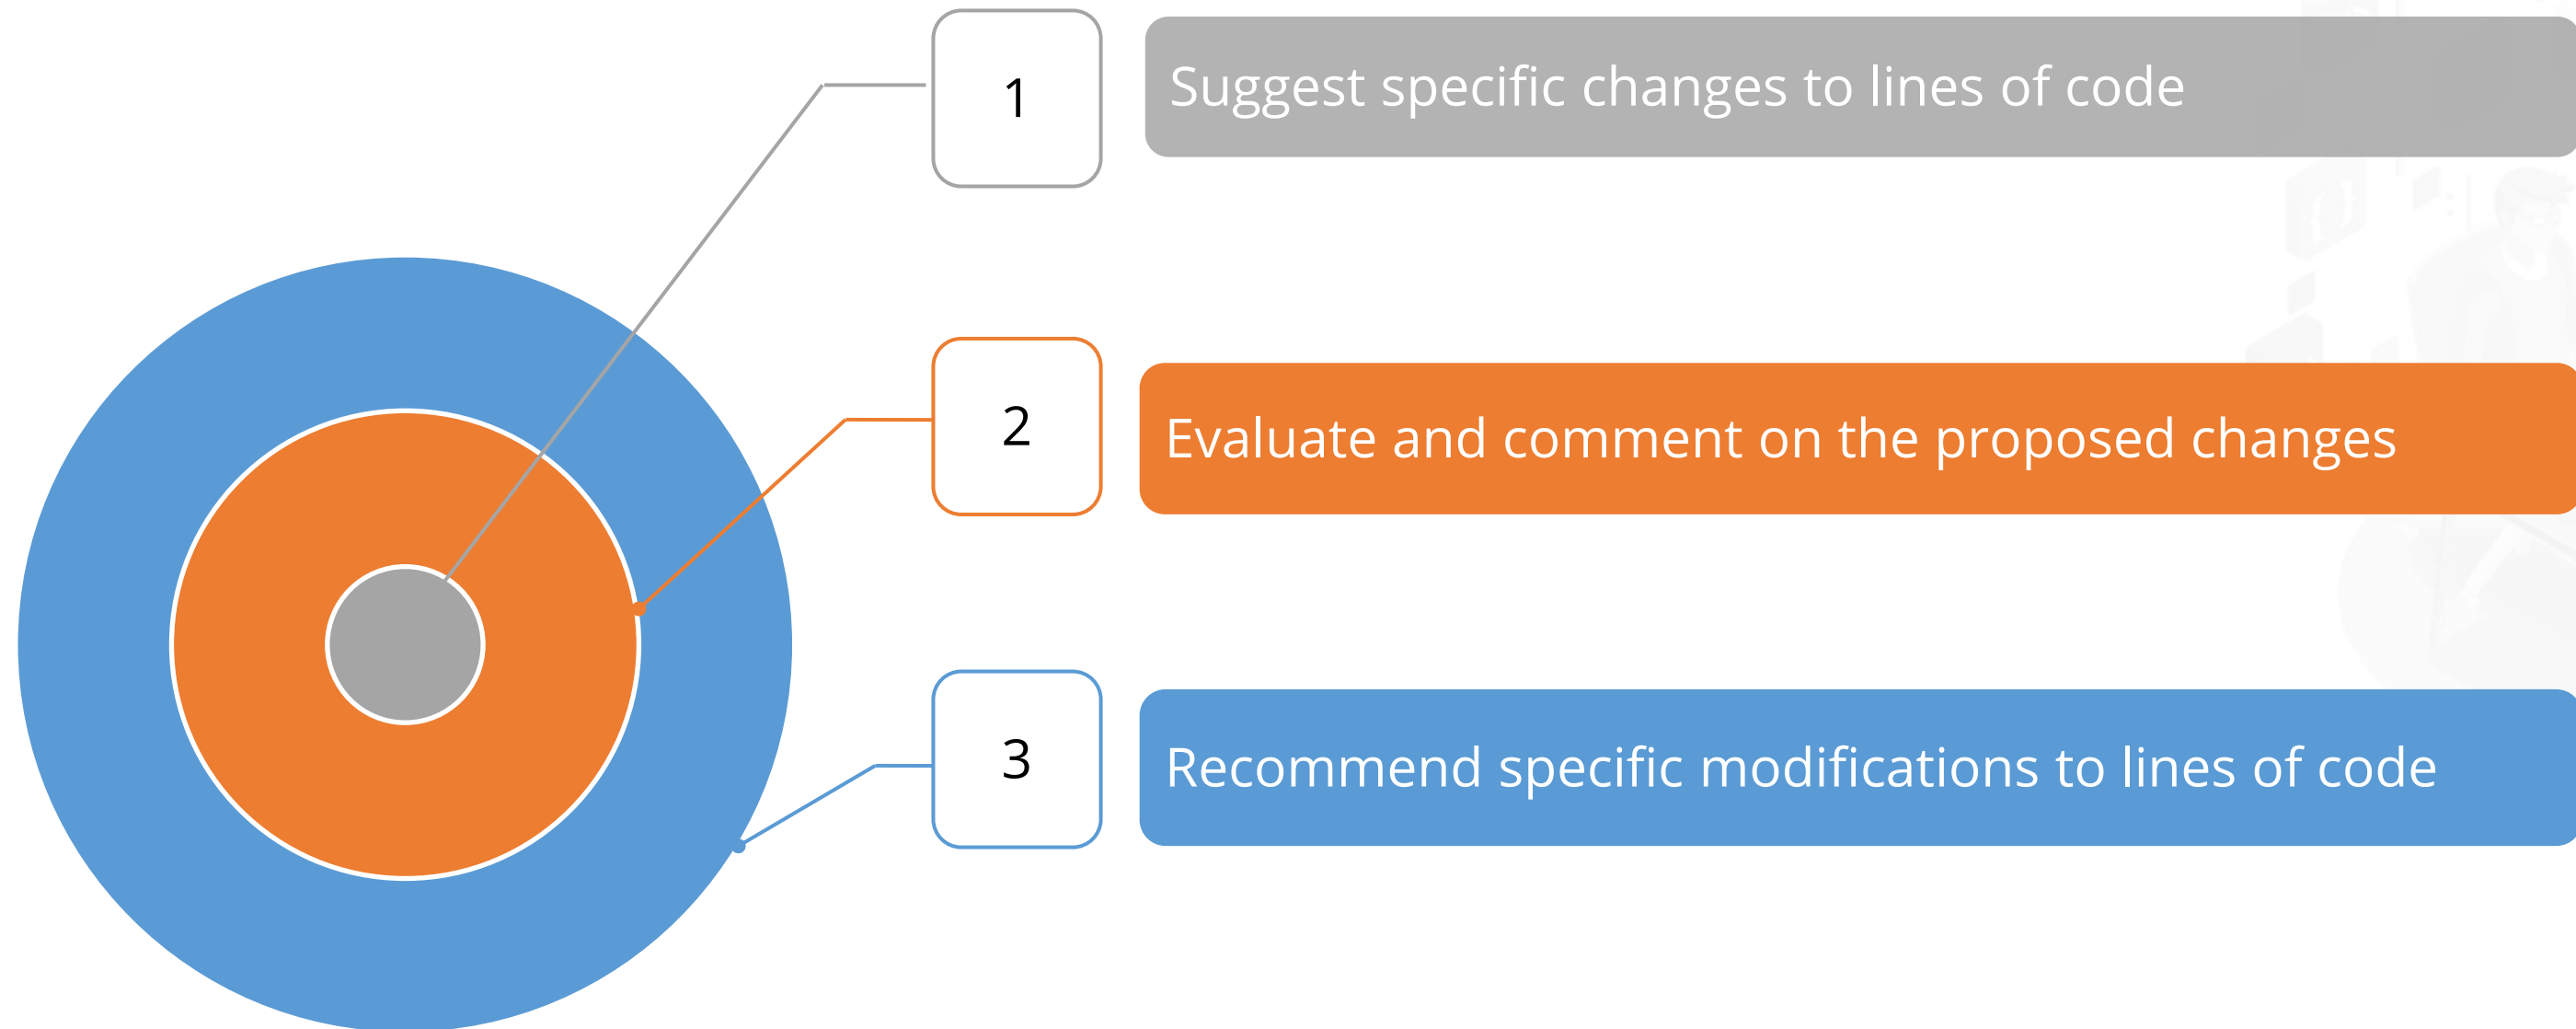 1
Suggest specific changes to lines of code
2
Evaluate and comment on the proposed changes
3
Recommend specific modifications to lines of code